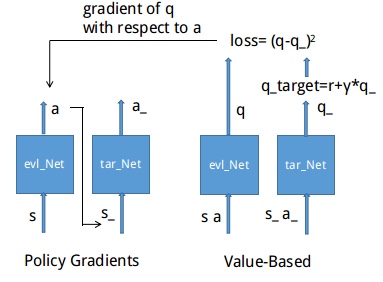 gradient of q
with respect to a
loss= (q-q_)²
q_target=r+γ*q_
a
a_
q
q_
evl_Net
tar_Net
evl_Net
tar_Net
s
s_
s a
s_ a_
Policy Gradients
Value-Based